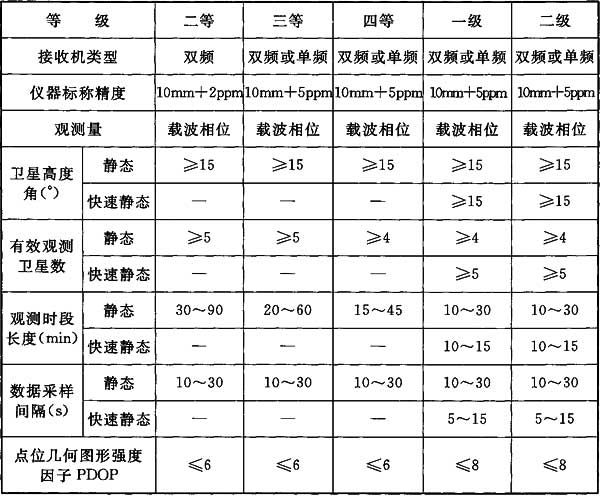 等 级 二等 三等 四等 一级 二级
接收机类型 双频 双频或单频 双频或单频 双频或单频 双频或单频
仪器标称精度 10mm＋2ppm 10mm＋5ppm 10mm＋5ppm 10mm＋5ppm 10mm＋5ppm
观测量 载波相位 载波相位 载波相位 载波相位 载波相位
卫星高度角(°) 静态 ≥15 ≥15 ≥15 ≥15 ≥15
快速静态 — — — ≥15 ≥15
有效观测卫星数 静态 ≥5 ≥5 ≥4 ≥4 ≥4
快速静态 — — — ≥5 ≥5
观测时段长度(min) 静态 30～90 20～60 15～45 10～30 10～30
快速静态 — — — 10～15 10～15
数据采样间隔(s) 静态 10～30 10～30 10～30 10～30 10～30
快速静态 — — — 5～15 5～15
点位几何图形强度因子 PDOP ≤6 ≤6 ≤6 ≤8 ≤8